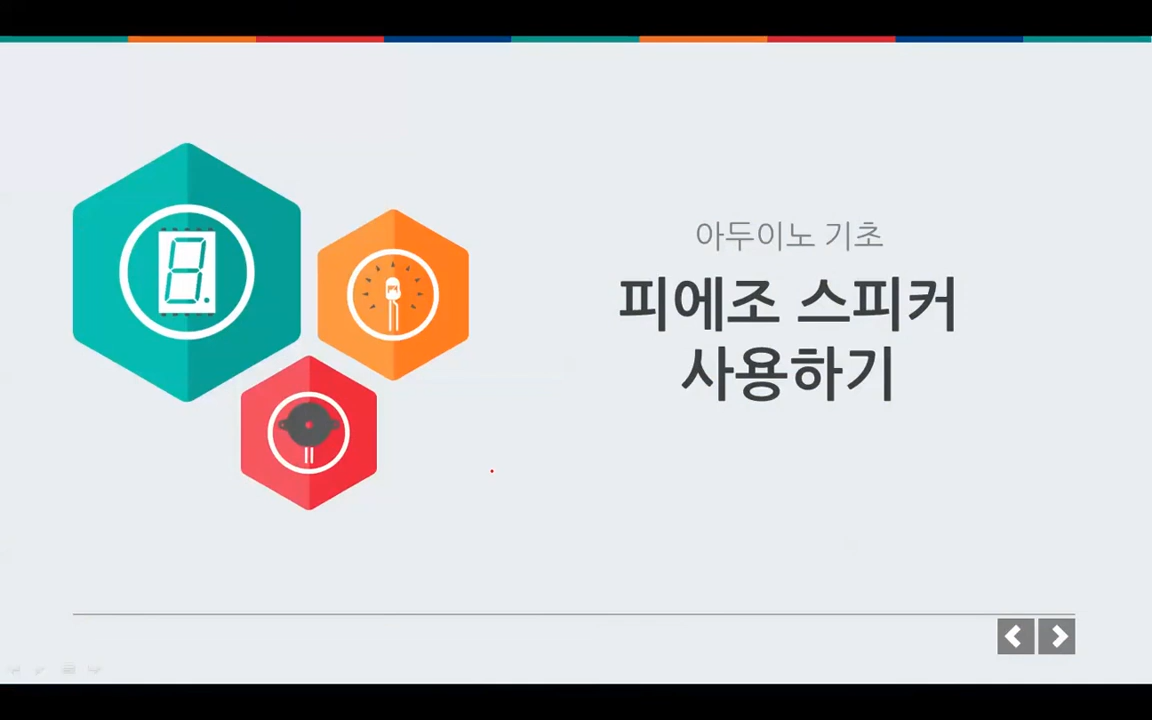 아두이노 기초
피에조 스피커
사용하기